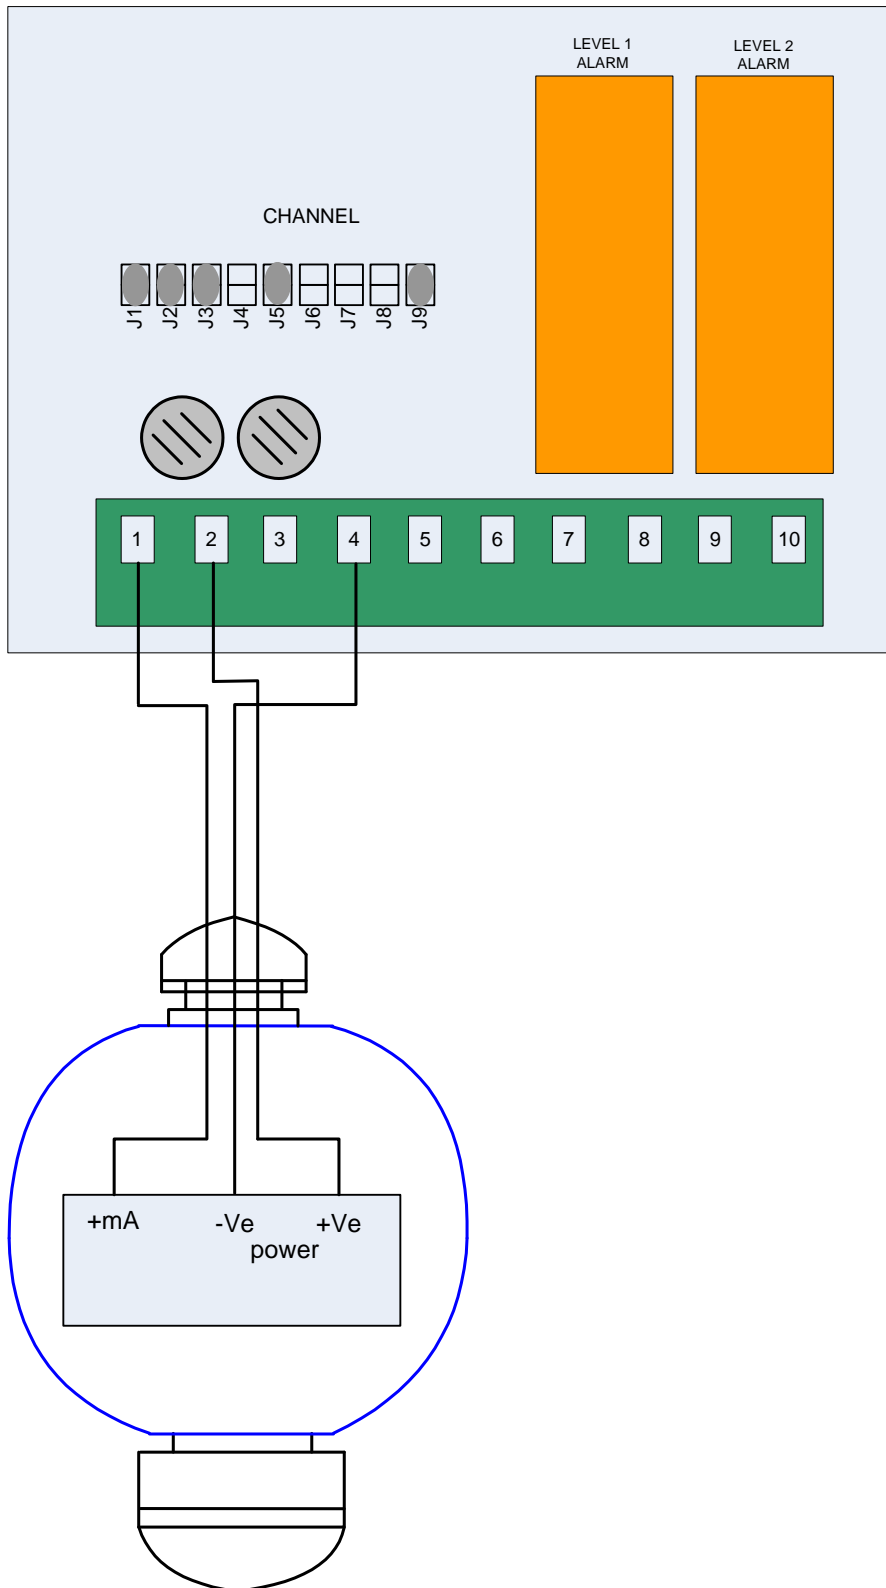 LEVEL 1
ALARM
LEVEL 2
ALARM
CHANNEL
J1 J2 J3 J4 J5 J6 J7 J8 J9
1 2 3 4 5 6 7 8 9 10
+mA -Ve +Ve
power